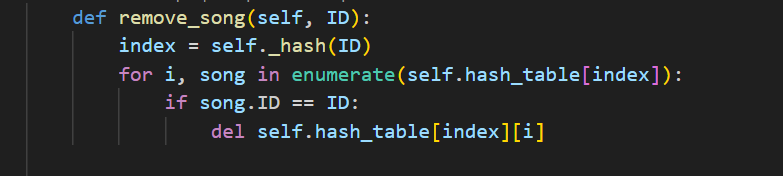 def remove_song(self, ID):
    index = self._hash(ID)
    for i, song in enumerate(self.hash_table[index]):
        if song.ID == ID:
            del self.hash_table[index][i]